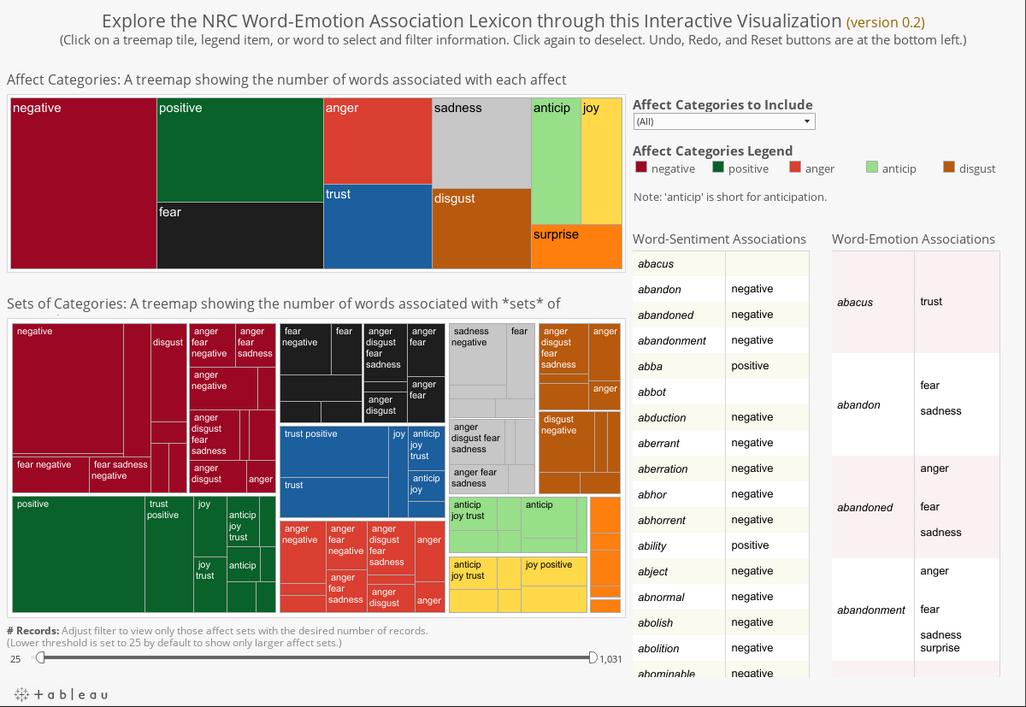 Explore the NRC Word-Emotion Association Lexicon through this Interactive Visualization (version 0.2)
(Click on a treemap tile, legend item, or word to select and filter information. Click again to deselect. Undo, Redo, and Reset buttons are at the bottom left.)
Affect Categories: A treemap showing the number of words associated with each affect
negative
positive
anger
sadness
anticip
joy
trust
disgust
fear
surprise
Affect Categories to Include
(All)
Affect Categories Legend
negative
positive
anger
anticip
disgust
Note: 'anticip' is short for anticipation.
Sets of Categories: A treemap showing the number of words associated with *sets* of
negative
disgust
fear negative
fear sadness
negative
anger
fear
negative
anger
fear
sadness
anger
negative
anger
disgust
fear
sadness
anger
disgust
anger
fear
negative
fear
anger
disgust
fear
sadness
anger
fear
anger
fear
anger
disgust
sadness
negative
fear
anger
disgust fear
sadness
anger fear
sadness
anger
disgust
fear
sadness
anger
anger
disgust
negative
trust positive
joy
anticip
joy
trust
trust
anticip
joy
positive
trust
positive
joy
anticip
joy
trust
joy
trust
anticip
anger
negative
anger
fear
negative
anger
disgust
fear
sadness
anger
anger
fear
sadness
anger
disgust
anger
anticip
joy trust
anticip
anticip
joy trust
joy positive
# Records: Adjust filter to view only those affect sets with the desired number of records.
(Lower threshold is set to 25 by default to show only larger affect sets.)
25
1,031
Word-Sentiment Associations
abacus
abandon negative
abandoned negative
abandonment negative
abba positive
abbot
abduction negative
aberrant negative
aberration negative
abhor negative
abhorrent negative
ability positive
abject negative
abnormal negative
abolish negative
abolition negative
abominable negative
Word-Emotion Associations
abacus trust
abandon fear
sadness
abandoned anger
fear
sadness
abandonment anger
fear
sadness
surprise
+ a b l e a u